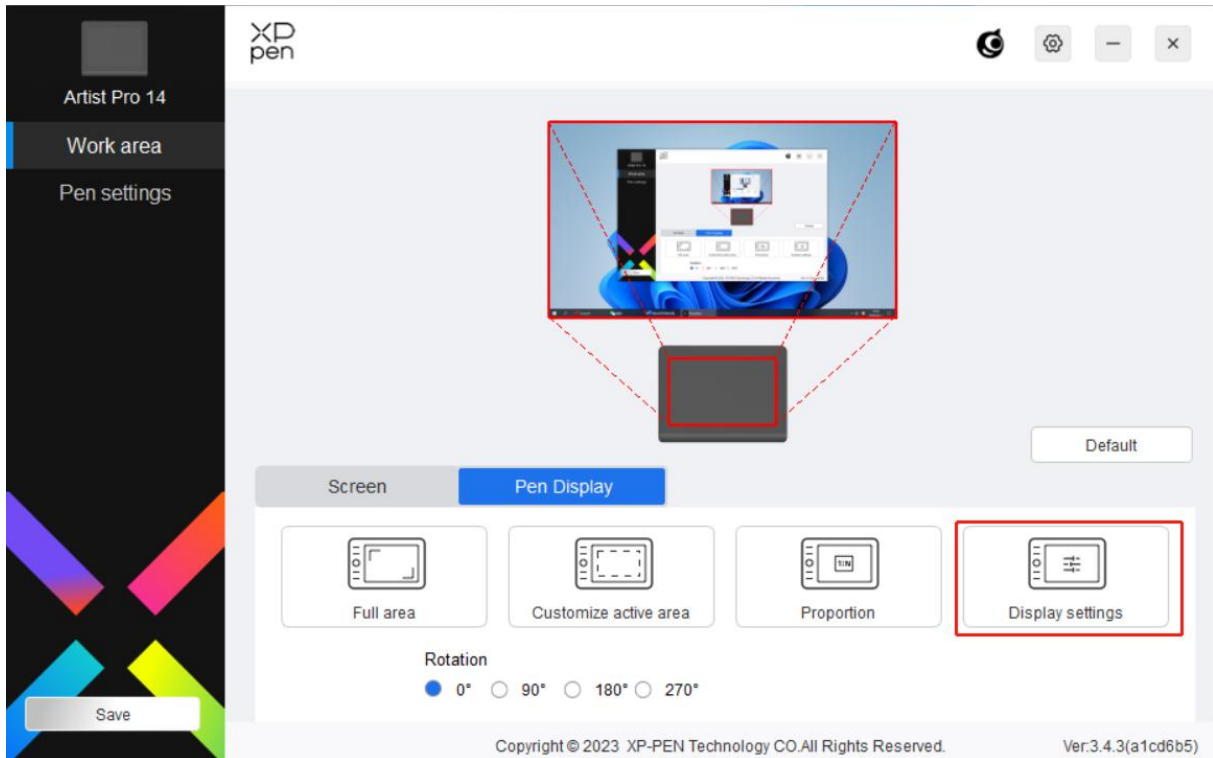 XP
pen
Artist Pro 14
Work area
Pen settings
Default
Screen Pen Display
1:N
Full area Customize active area Proportion Display settings
Rotation
0° 90° 180° 270°
Save
Copyright © 2023 XP-PEN Technology CO.All Rights Reserved. Ver:3.4.3(a1cd6b5)